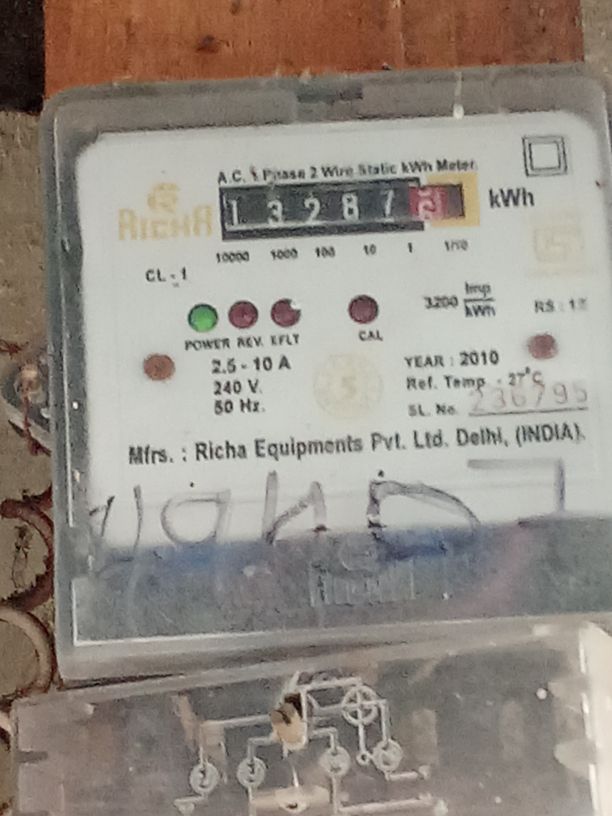 A.C. 1 Phase 2 Wire Static kWh Meter.
RICHA
1 3 2 8 7 kWh
10000 1000 100 10 1 1/10
CL - 1
3200 Imp/kWh
POWER REV. E.FLT CAL
2.5 - 10 A
YEAR : 2010
240 V.
Ref. Temp. - 27°C
50 Hz.
SL. No. 236795
S
Mfrs. : Richa Equipments Pvt. Ltd. Delhi, (INDIA).